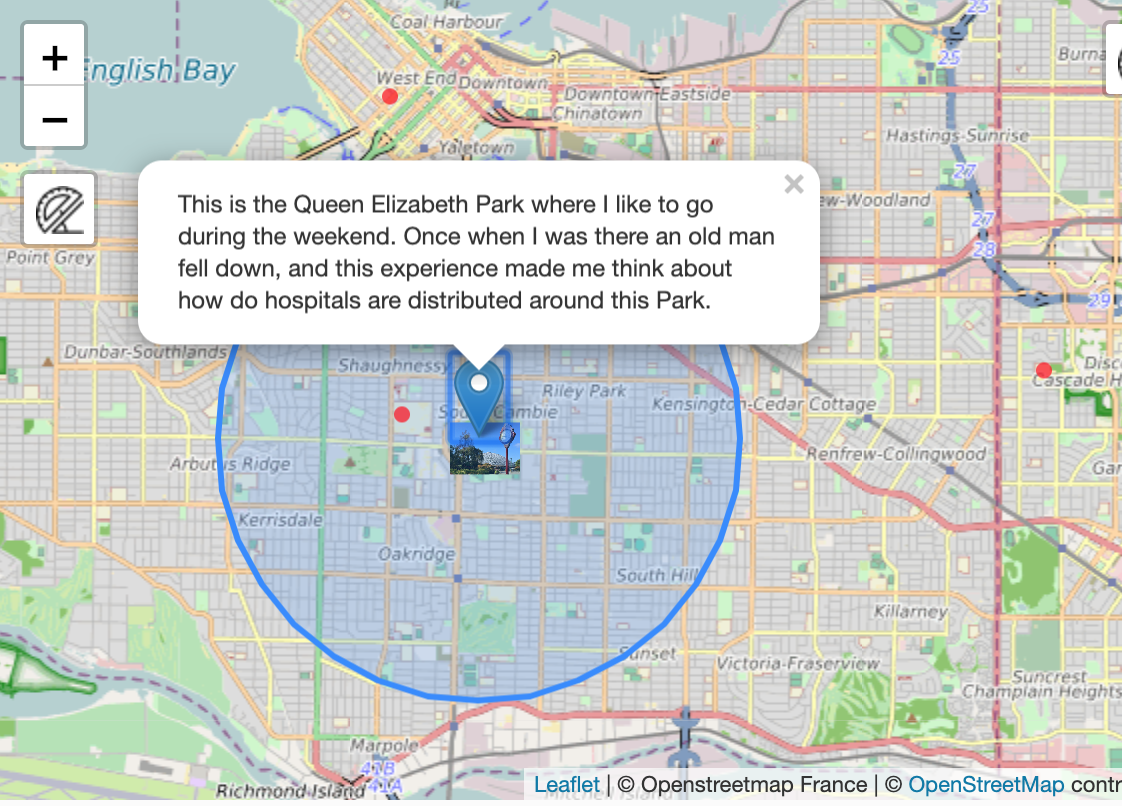 25
Coal Harbour
25
Burna
English Bay
West End
Downtown
Downtown-Eastside
Chinatown
Hastings-Sunrise
Yaletown
27
This is the Queen Elizabeth Park where I like to go
during the weekend. Once when I was there an old man
fell down, and this experience made me think about
how do hospitals are distributed around this Park.
×
ew-Woodland
27
28
Point Grey
29
Dunbar-Southlands
Shaughnessy
Riley Park
Disco
Cascade H
South Cambie
Kensington-Cedar Cottage
Renfrew-Collingwood
Arbutus Ridge
Gar
Kerrisdale
Oakridge
South Hill
Killarney
Sunset
Victoria-Fraserview
Suncrest
Champlain Heights
Marpole
41B
41A
Richmond Island
Mitchell Island
+
−
Leaflet | © Openstreetmap France | © OpenStreetMap contr